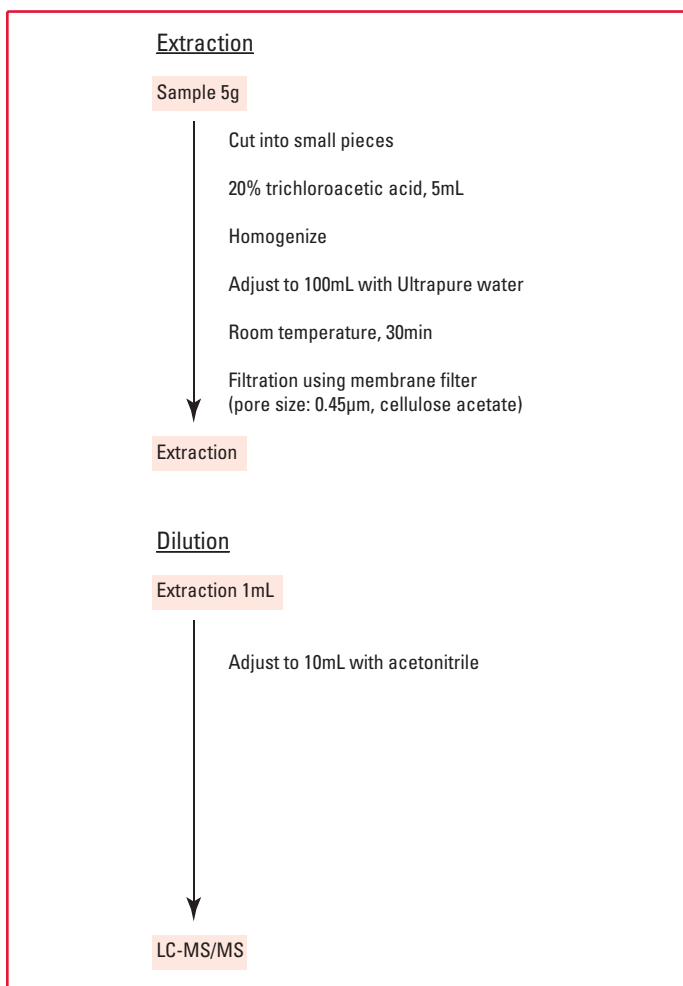 Extraction
Sample 5g
Cut into small pieces
20% trichloroacetic acid, 5mL
Homogenize
Adjust to 100mL with Ultrapure water
Room temperature, 30min
Filtration using membrane filter
(pore size: 0.45μm, cellulose acetate)
Extraction
Dilution
Extraction 1mL
Adjust to 10mL with acetonitrile
LC-MS/MS